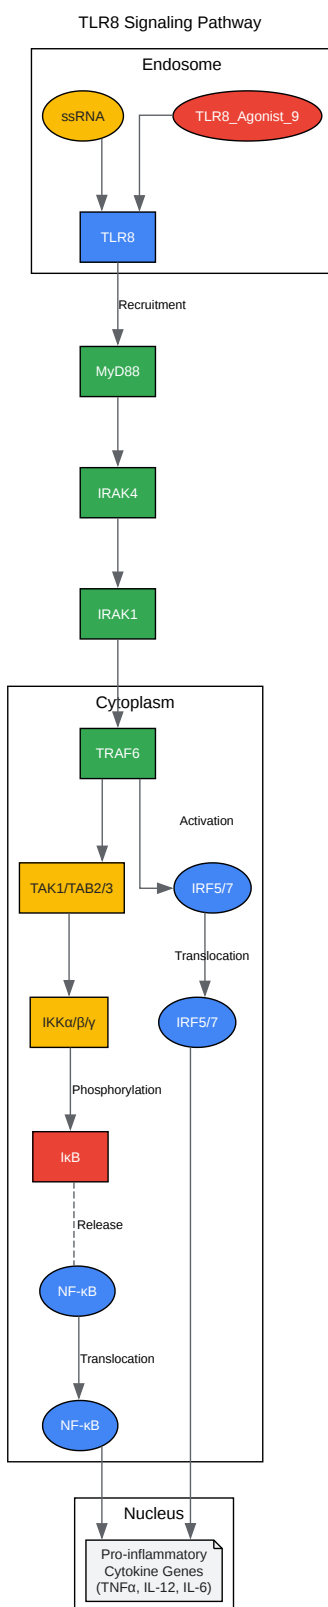 TLR8 Signaling Pathway
Endosome
ssRNA
TLR8_Agonist_9
TLR8
Recruitment
MyD88
IRAK4
IRAK1
Cytoplasm
TRAF6
Activation
TAK1/TAB2/3
IRF5/7
Translocation
IKKα/β/γ
IRF5/7
Phosphorylation
IκB
Release
NF-κB
Translocation
NF-κB
Nucleus
Pro-inflammatory
Cytokine Genes
(TNFα, IL-12, IL-6)